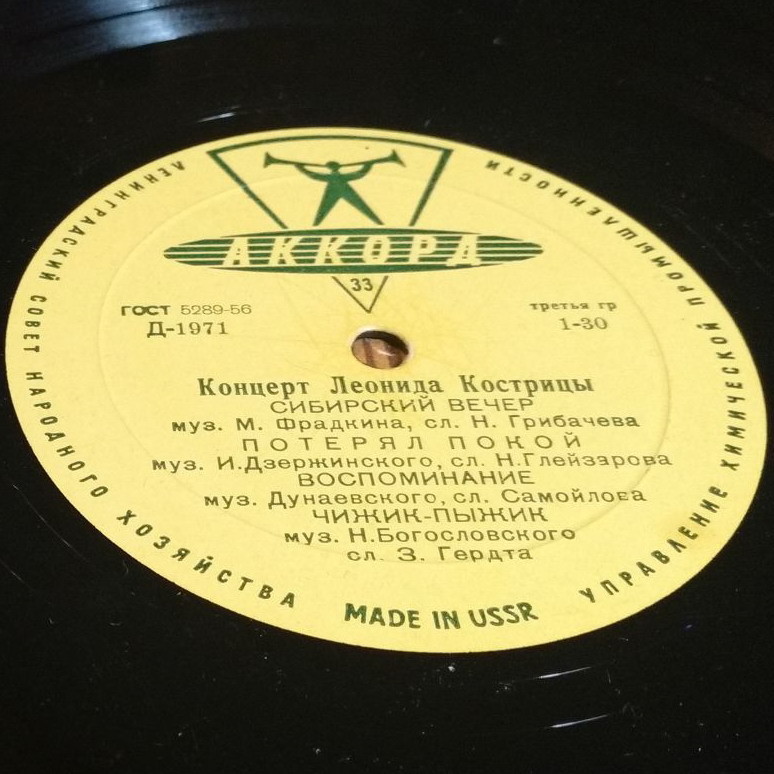 ЛЕНИНГРАДСКИЙ СОВЕТ НАРОДНОГО ХОЗЯЙСТВА
УПРАВЛЕНИЕ ХИМИЧЕСКОЙ ПРОМЫШЛЕННОСТИ
АККОРД
33
ГОСТ 5289-56
Д-1971
третья гр
1-30
Концерт Леонида Кострицы
СИБИРСКИЙ ВЕЧЕР
муз. М. Фрадкина, сл. Н. Грибачева
ПОТЕРЯЛ ПОКОЙ
муз. И.Дзержинского, сл. Н.Глейзарова
ВОСПОМИНАНИЕ
муз. Дунаевского, сл. Самойлова
ЧИЖИК-ПЫЖИК
муз. Н.Богословского
сл. З. Гердта
MADE IN USSR